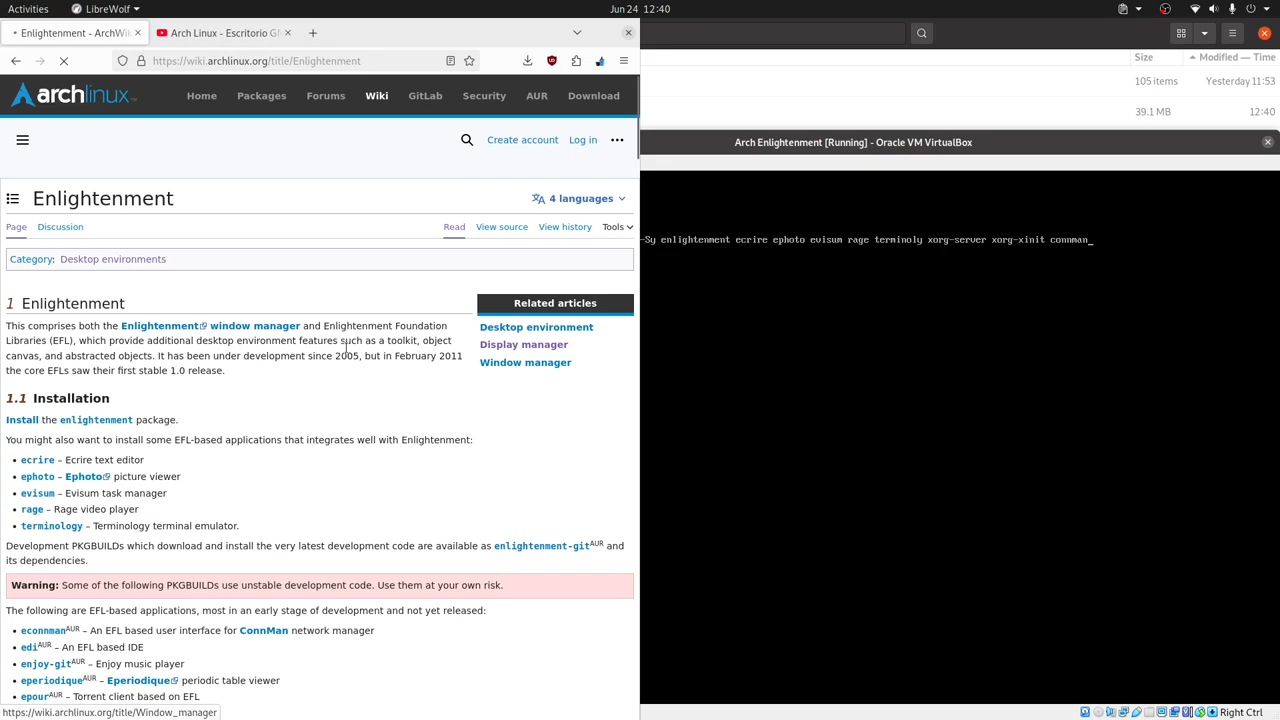 Activities LibreWolf Jun 24 12:40
Enlightenment - ArchWik Arch Linux - Escritorio GN
https://wiki.archlinux.org/title/Enlightenment
archlinux Home Packages Forums Wiki GitLab Security AUR Download
Create account Log in
Enlightenment 4 languages
Page Discussion Read View source View history Tools
Category: Desktop environments
1 Enlightenment
This comprises both the Enlightenment window manager and Enlightenment Foundation
Libraries (EFL), which provide additional desktop environment features such as a toolkit, object
canvas, and abstracted objects. It has been under development since 2005, but in February 2011
the core EFLs saw their first stable 1.0 release.
Related articles
Desktop environment
Display manager
Window manager
1.1 Installation
Install the enlightenment package.
You might also want to install some EFL-based applications that integrates well with Enlightenment:
• ecrire – Ecrire text editor
• ephoto – Ephoto picture viewer
• evisum – Evisum task manager
• rage – Rage video player
• terminology – Terminology terminal emulator.
Development PKGBUILDs which download and install the very latest development code are available as enlightenment-git AUR and
its dependencies.
Warning: Some of the following PKGBUILDs use unstable development code. Use them at your own risk.
The following are EFL-based applications, most in an early stage of development and not yet released:
• econnman AUR – An EFL based user interface for ConnMan network manager
• edi AUR – An EFL based IDE
• enjoy-git AUR – Enjoy music player
• eperiodique AUR – Eperiodique periodic table viewer
• epour AUR – Torrent client based on EFL
https://wiki.archlinux.org/title/Window_manager
Size Modified — Time
105 items Yesterday 11:53
39.1 MB 12:40
Arch Enlightenment [Running] - Oracle VM VirtualBox
-Sy enlightenment ecrire ephoto evisum rage terminoly xorg-server xorg-xinit connman_
Right Ctrl